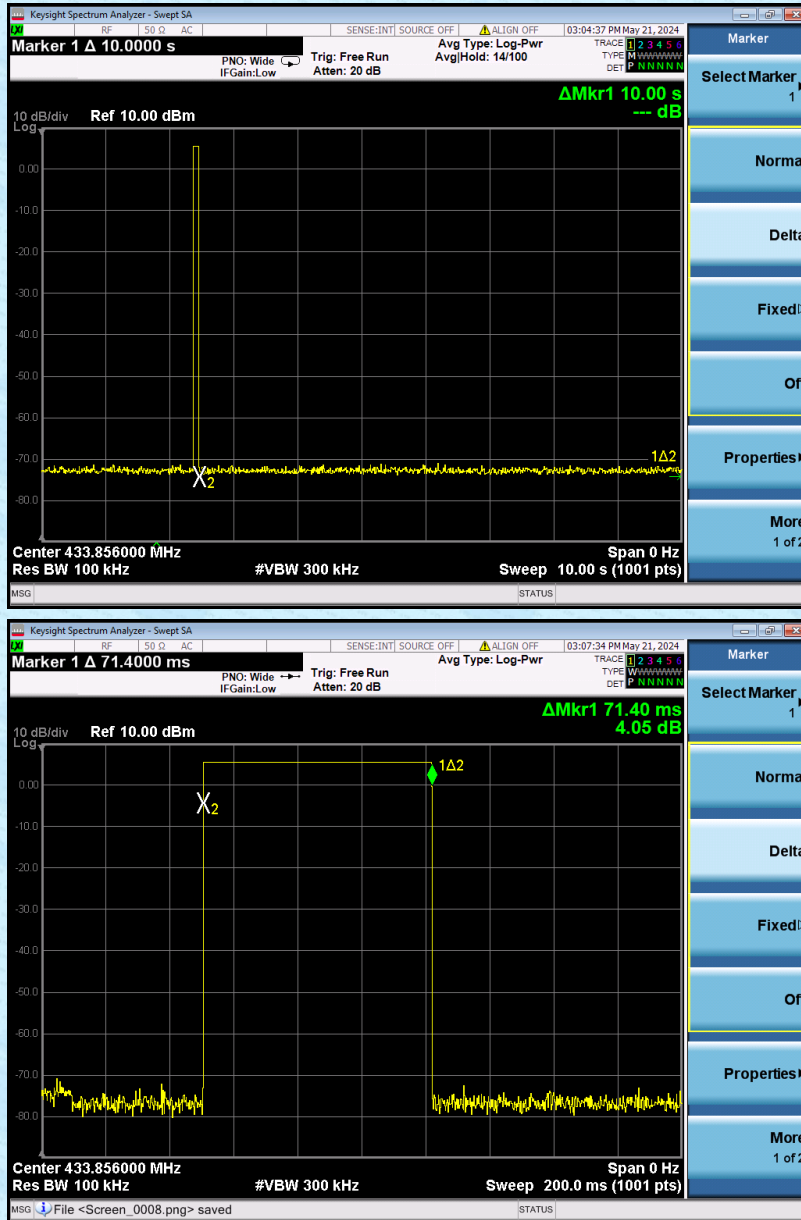 Keysight Spectrum Analyzer - Swept SA
LXI RF 50 Ω AC SENSE:INT SOURCE OFF ALIGN OFF 03:04:37 PM May 21, 2024
Marker 1 Δ 10.0000 s
PNO: Wide
IFGain:Low
Trig: Free Run
Atten: 20 dB
Avg Type: Log-Pwr
Avg|Hold: 14/100
TRACE 1 2 3 4 5 6
TYPE M WWWWW
DET P N N N N N
ΔMkr1 10.00 s
--- dB
10 dB/div Ref 10.00 dBm
Log
0.00
-10.0
-20.0
-30.0
-40.0
-50.0
-60.0
-70.0
-80.0
1Δ2
2
Center 433.856000 MHz Span 0 Hz
Res BW 100 kHz #VBW 300 kHz Sweep 10.00 s (1001 pts)
MSG STATUS
Marker
Select Marker
1
Norma
Delta
Fixed
Of
Properties
More
1 of 2
Keysight Spectrum Analyzer - Swept SA
LXI RF 50 Ω AC SENSE:INT SOURCE OFF ALIGN OFF 03:07:34 PM May 21, 2024
Marker 1 Δ 71.4000 ms
PNO: Wide
IFGain:Low
Trig: Free Run
Atten: 20 dB
Avg Type: Log-Pwr
TRACE 1 2 3 4 5 6
TYPE WWWWWW
DET P N N N N N
ΔMkr1 71.40 ms
4.05 dB
10 dB/div Ref 10.00 dBm
Log
0.00
-10.0
-20.0
-30.0
-40.0
-50.0
-60.0
-70.0
-80.0
1Δ2
2
Center 433.856000 MHz Span 0 Hz
Res BW 100 kHz #VBW 300 kHz Sweep 200.0 ms (1001 pts)
MSG File <Screen_0008.png> saved STATUS
Marker
Select Marker
1
Norma
Delta
Fixed
Of
Properties
More
1 of 2